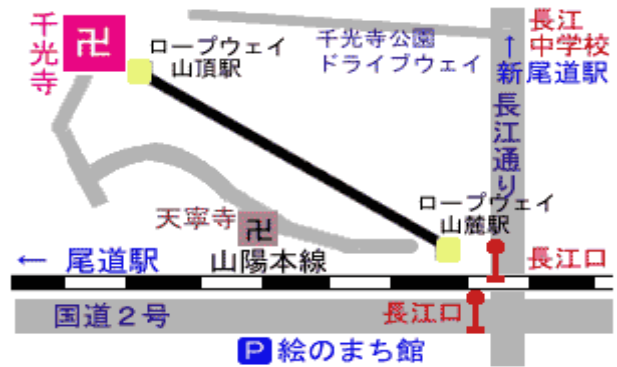 千光寺
卍
ロープウェイ
山頂駅
千光寺公園
ドライブウェイ
長江
中学校
↑
新尾道駅
長江通り
ロープウェイ
山麓駅
天寧寺
卍
← 尾道駅
山陽本線
長江口
国道2号
長江口
P 絵のまち館